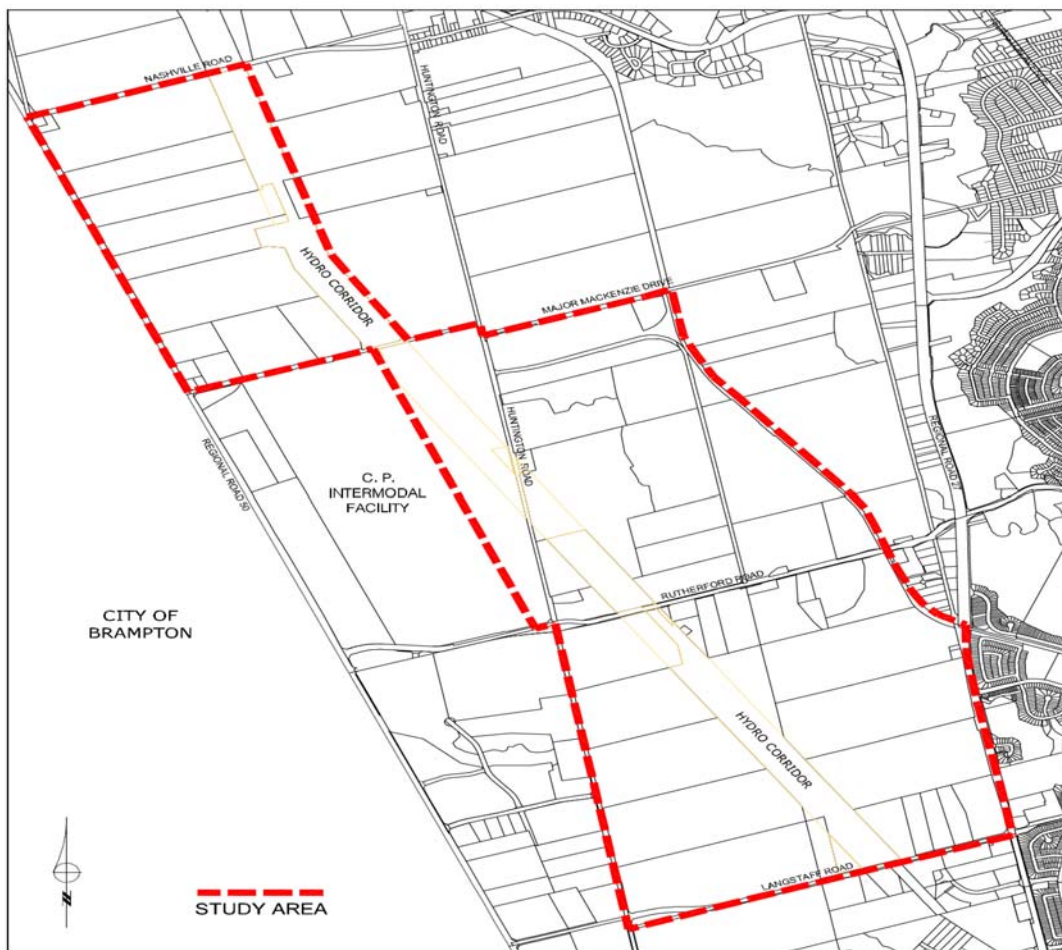 NASHVILLE ROAD
HUNTINGTON ROAD
HYDRO CORRIDOR
MAJOR MACKENZIE DRIVE
HUNTINGTON ROAD
REGIONAL ROAD 27
REGIONAL ROAD 50
C. P.
INTERMODAL
FACILITY
RUTHERFORD ROAD
CITY OF
BRAMPTON
HYDRO CORRIDOR
LANGSTAFF ROAD
N
STUDY AREA